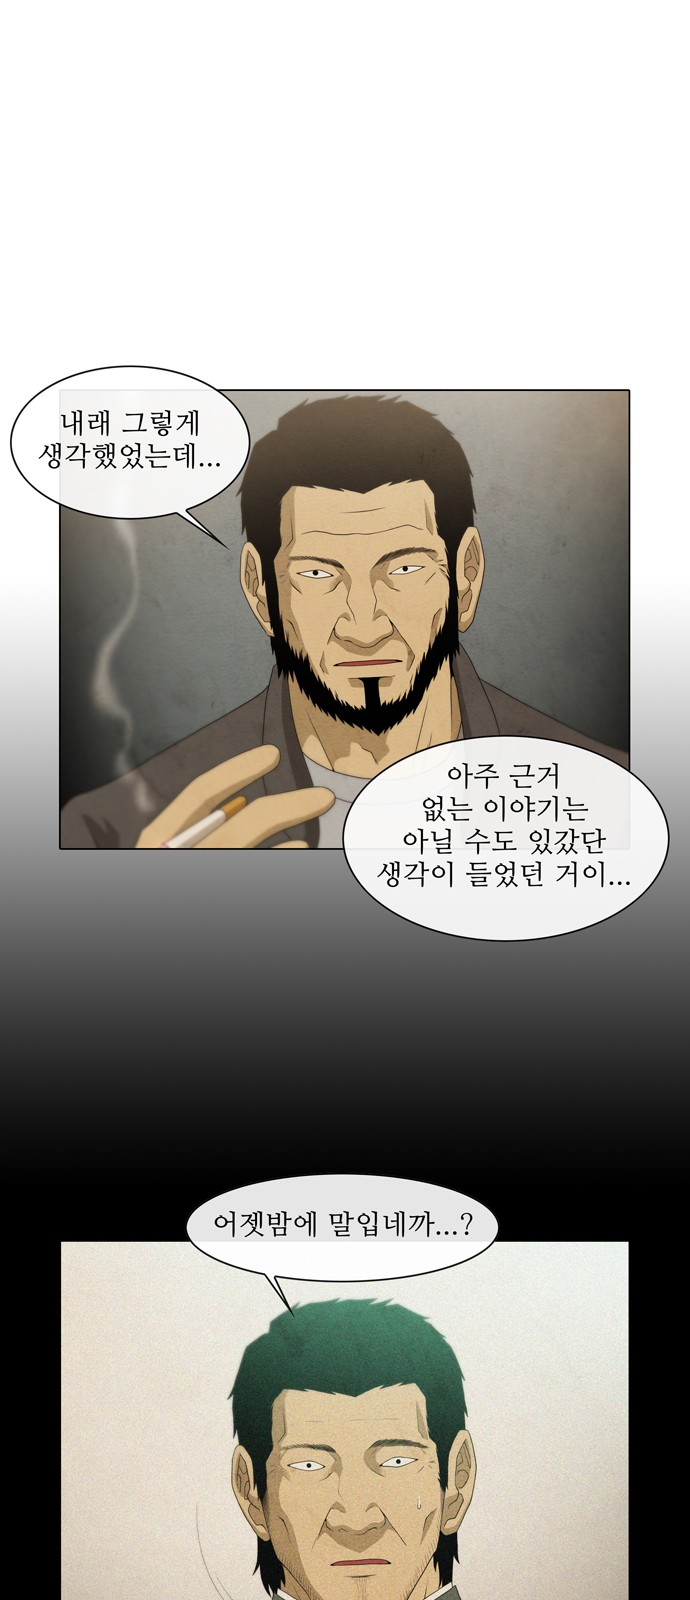 내래 그렇게
생각했었는데...
아주 근거
없는 이야기는
아닐 수도 있갔단
생각이 들었던 거이...
어젯밤에 말입네까...?